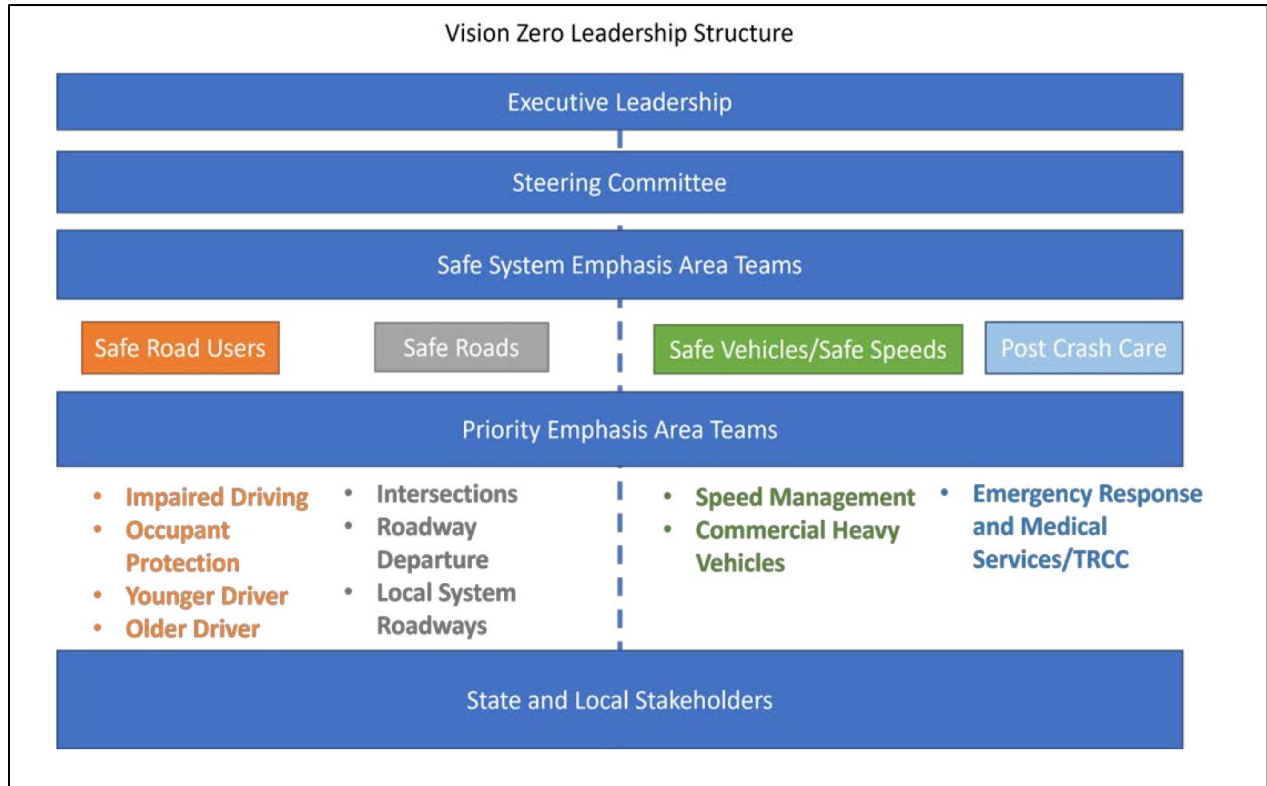 Vision Zero Leadership Structure
Executive Leadership
Steering Committee
Safe System Emphasis Area Teams
Safe Road Users
Safe Roads
Safe Vehicles/Safe Speeds
Post Crash Care
Priority Emphasis Area Teams
• Impaired Driving
• Occupant
Protection
• Younger Driver
• Older Driver
• Intersections
• Roadway
Departure
• Local System
Roadways
• Speed Management
• Commercial Heavy
Vehicles
• Emergency Response
and Medical
Services/TRCC
State and Local Stakeholders